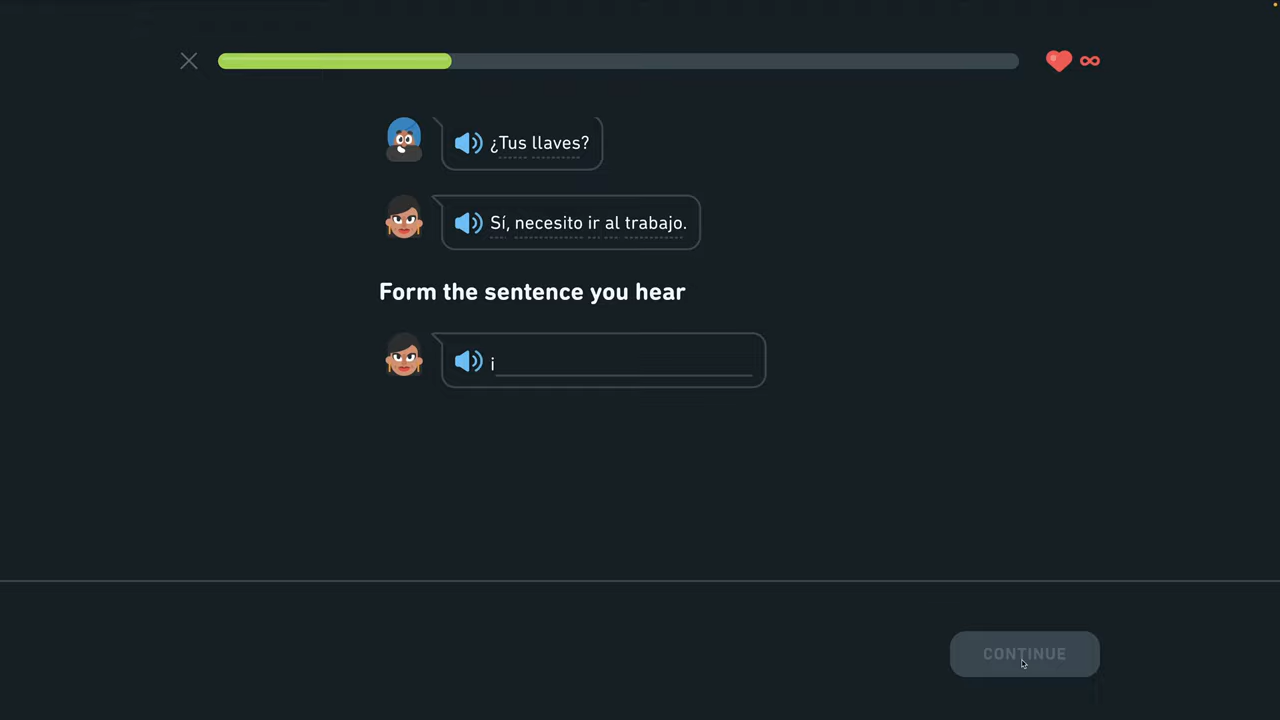 ¿Tus llaves?
Sí, necesito ir al trabajo.
Form the sentence you hear
¡
CONTINUE